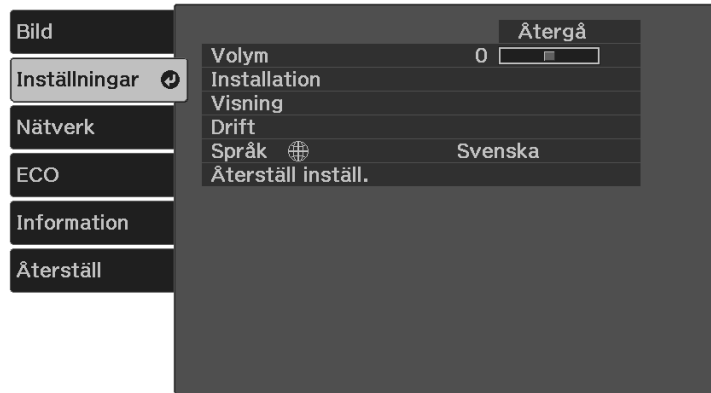 Bild
Inställningar
Nätverk
ECO
Information
Återställ
Återgå
Volym 0
Installation
Visning
Drift
Språk Svenska
Återställ inställ.